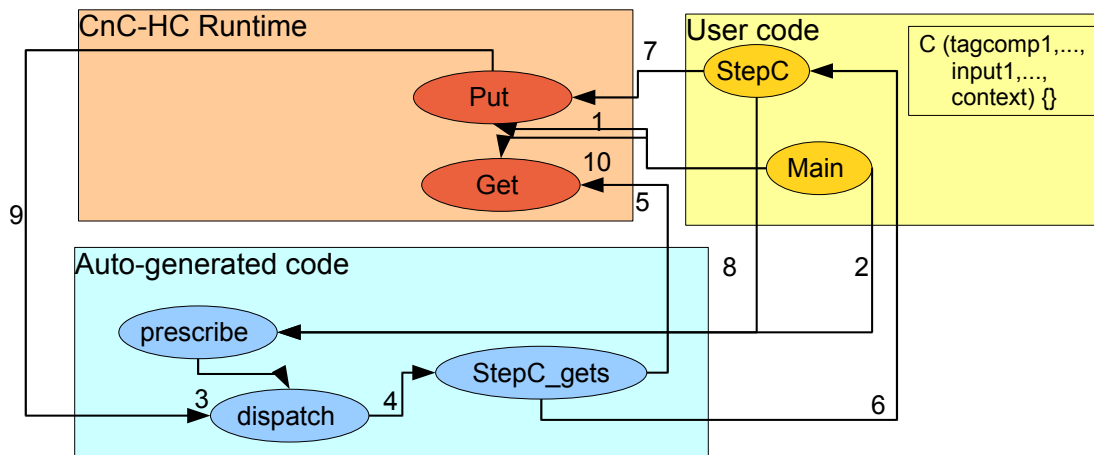 CnC-HC Runtime
User code
C (tagcomp1,...,
input1,...,
context) {}
7
StepC
Put
1
Main
10
Get
5
9
Auto-generated code
8
2
prescribe
StepC_gets
3
4
6
dispatch